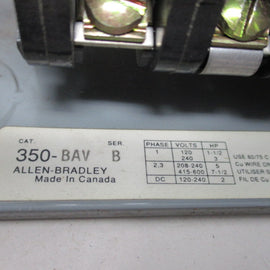 CAT. SER.
350-BAV B
ALLEN-BRADLEY
Made In Canada
PHASE VOLTS HP
1 120 1-1/2
240 3
2,3 208-240 5
415-600 7-1/2
DC 120-240 2
USE 60/75 C
Cu WIRE
UTILISER
FIL DE Cu